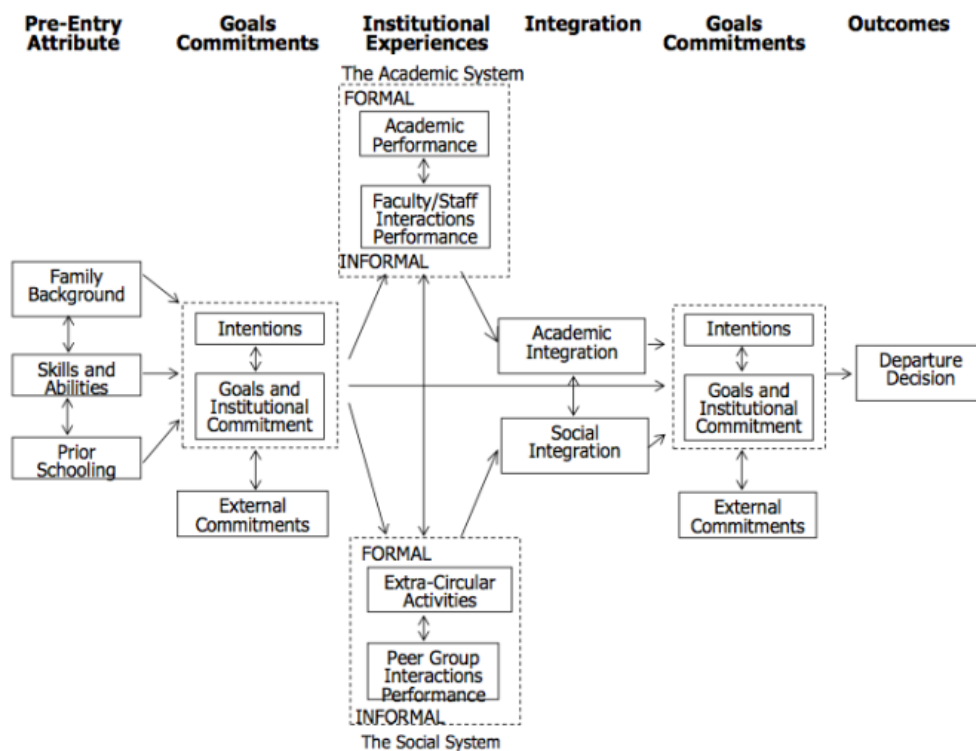 Pre-Entry
Attribute
Goals
Commitments
Institutional
Experiences
Integration
Goals
Commitments
Outcomes
The Academic System
FORMAL
Academic
Performance
Faculty/Staff
Interactions
Performance
INFORMAL
Family
Background
Skills and
Abilities
Prior
Schooling
Intentions
Goals and
Institutional
Commitment
External
Commitments
Academic
Integration
Social
Integration
Intentions
Goals and
Institutional
Commitment
External
Commitments
Departure
Decision
FORMAL
Extra-Circular
Activities
Peer Group
Interactions
Performance
INFORMAL
The Social System